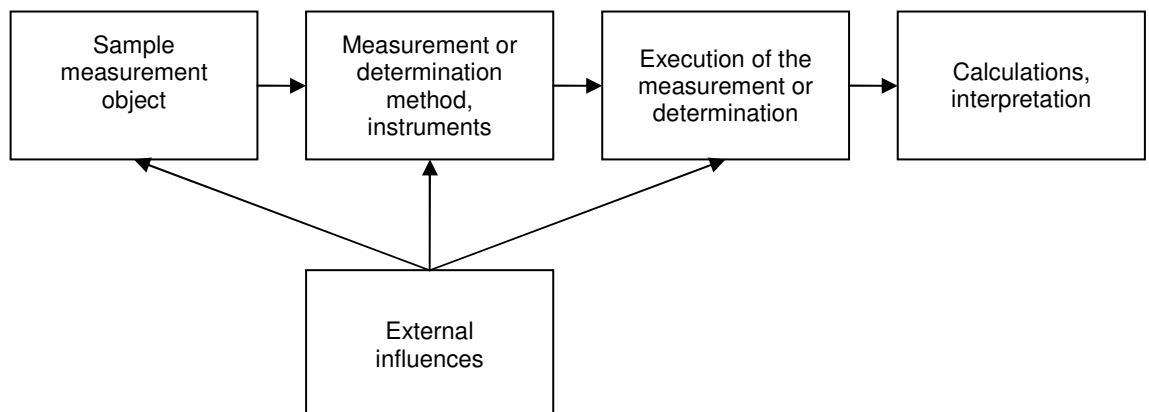 Sample
measurement
object
Measurement or
determination
method,
instruments
Execution of the
measurement or
determination
Calculations,
interpretation
External
influences